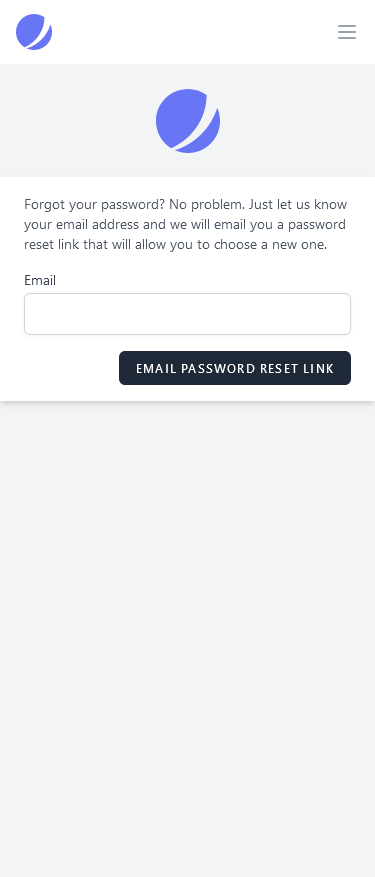 Forgot your password? No problem. Just let us know
your email address and we will email you a password
reset link that will allow you to choose a new one.
Email
EMAIL PASSWORD RESET LINK